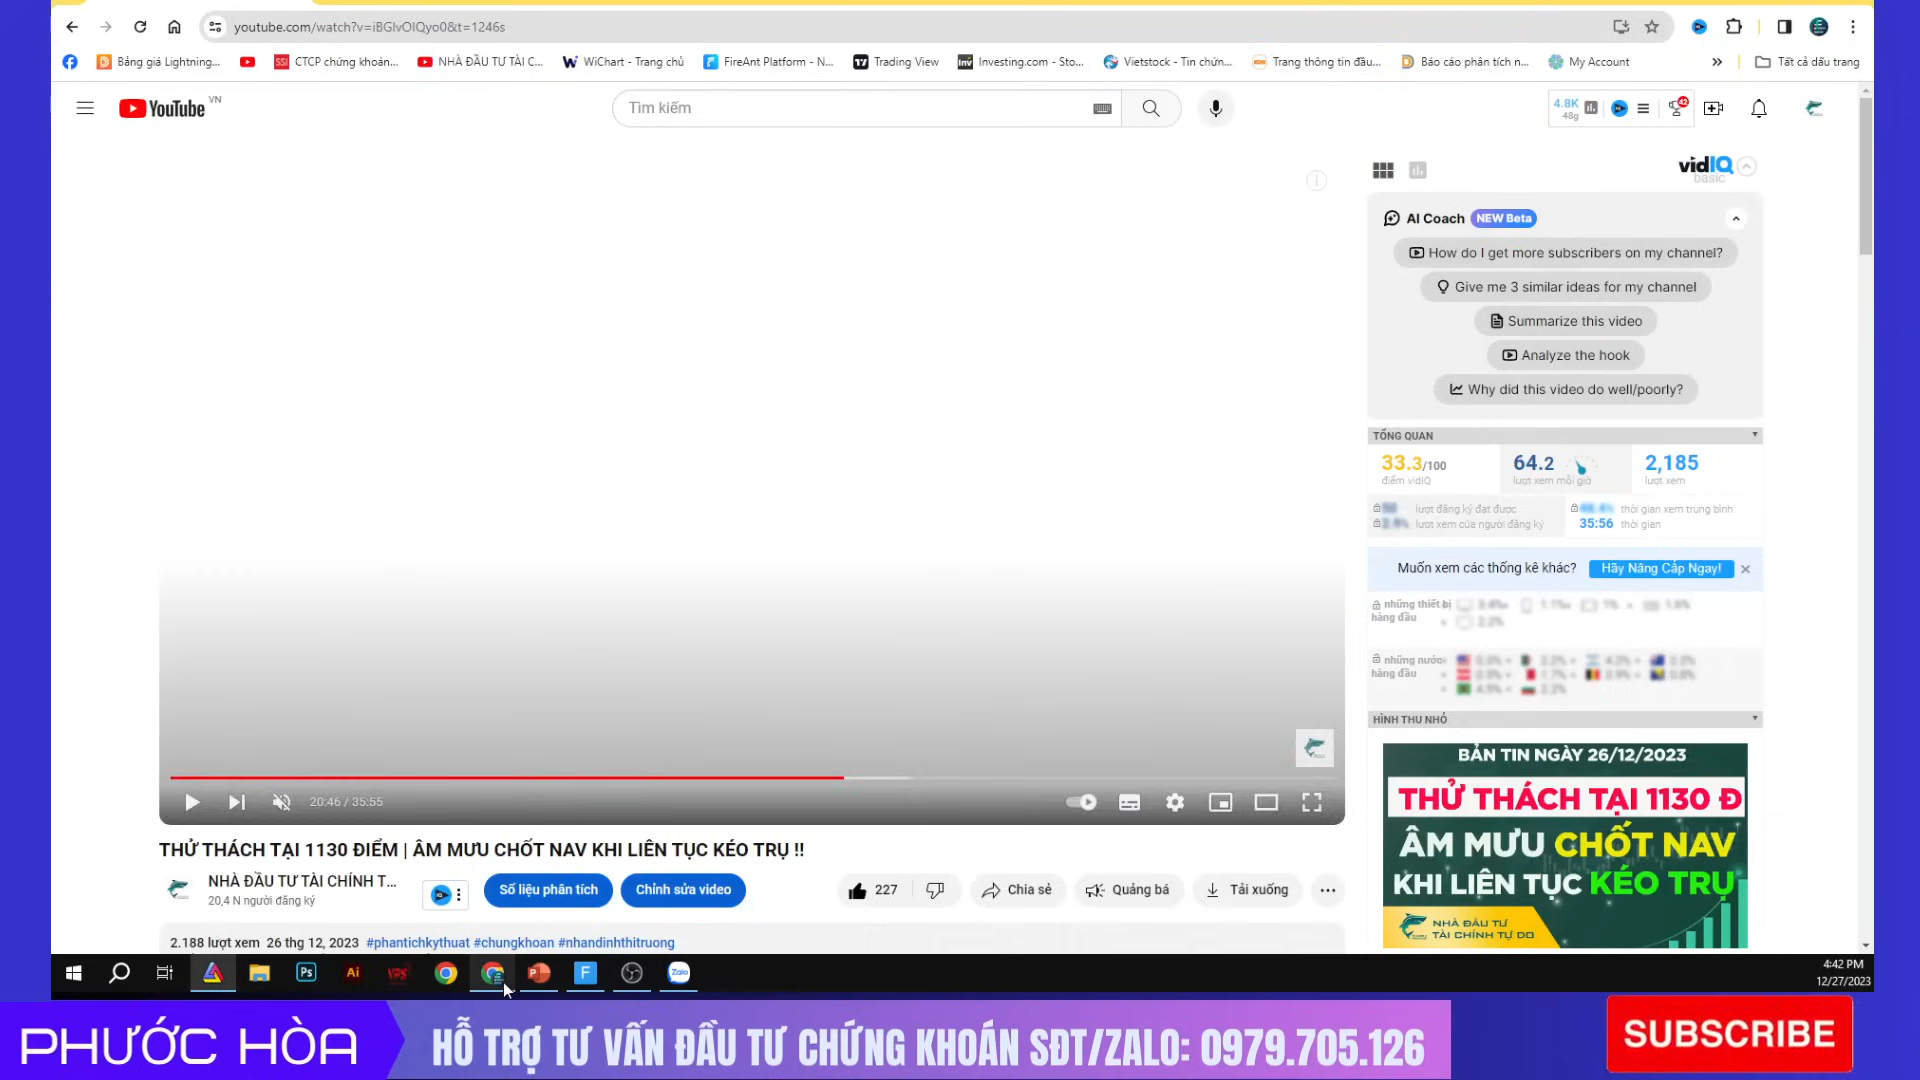 youtube.com/watch?v=iBGlvOlQyo0&t=1246s
Bảng giá Lightning...
SSI CTCP chứng khoán...
NHÀ ĐẦU TƯ TÀI C...
WiChart - Trang chủ
FireAnt Platform - N...
Trading View
Investing.com - Sto...
Vietstock - Tin chứn...
Trang thông tin đầu...
Báo cáo phân tích n...
My Account
»
Tất cả dấu trang
YouTube VN
Tìm kiếm
4.8K
48g
42
vidIQ
basic
AI Coach NEW Beta
How do I get more subscribers on my channel?
Give me 3 similar ideas for my channel
Summarize this video
Analyze the hook
Why did this video do well/poorly?
TỔNG QUAN
33.3/100 64.2 2,185
điểm vidIQ lượt xem mỗi giờ lượt xem
lượt đăng ký đạt được thời gian xem trung bình
lượt xem của người đăng ký 35:56 thời gian
Muốn xem các thống kê khác? Hãy Nâng Cấp Ngay!
những thiết bị
hàng đầu
những nước
hàng đầu
HÌNH THU NHỎ
BẢN TIN NGÀY 26/12/2023
THỬ THÁCH TẠI 1130 Đ
ÂM MƯU CHỐT NAV
KHI LIÊN TỤC KÉO TRỤ
NHÀ ĐẦU TƯ
TÀI CHÍNH TỰ DO
20:46 / 35:55
THỬ THÁCH TẠI 1130 ĐIỂM | ÂM MƯU CHỐT NAV KHI LIÊN TỤC KÉO TRỤ !!
NHÀ ĐẦU TƯ TÀI CHÍNH T...
20,4 N người đăng ký
Số liệu phân tích
Chỉnh sửa video
227
Chia sẻ
Quảng bá
Tải xuống
2.188 lượt xem 26 thg 12, 2023 #phantichkythuat #chungkhoan #nhandinhthitruong
Ps
Ai
VPS
P
F
Zalo
4:42 PM
12/27/2023
PHƯỚC HÒA
HỖ TRỢ TƯ VẤN ĐẦU TƯ CHỨNG KHOÁN SĐT/ZALO: 0979.705.126
SUBSCRIBE